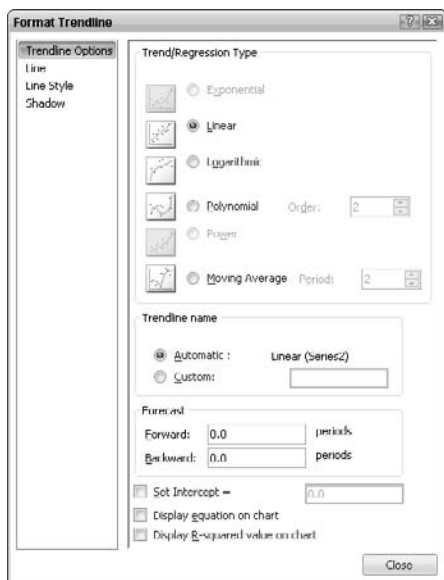 Format Trendline
Trendline Options
Line
Line Style
Shadow
Trend/Regression Type
Exponential
Linear
Logarithmic
Polynomial Order: 2
Power
Moving Average Period: 2
Trendline name
Automatic : Linear (Series2)
Custom:
Forecast
Forward: 0.0 periods
Backward: 0.0 periods
Set Intercept = 0.0
Display equation on chart
Display R-squared value on chart
Close